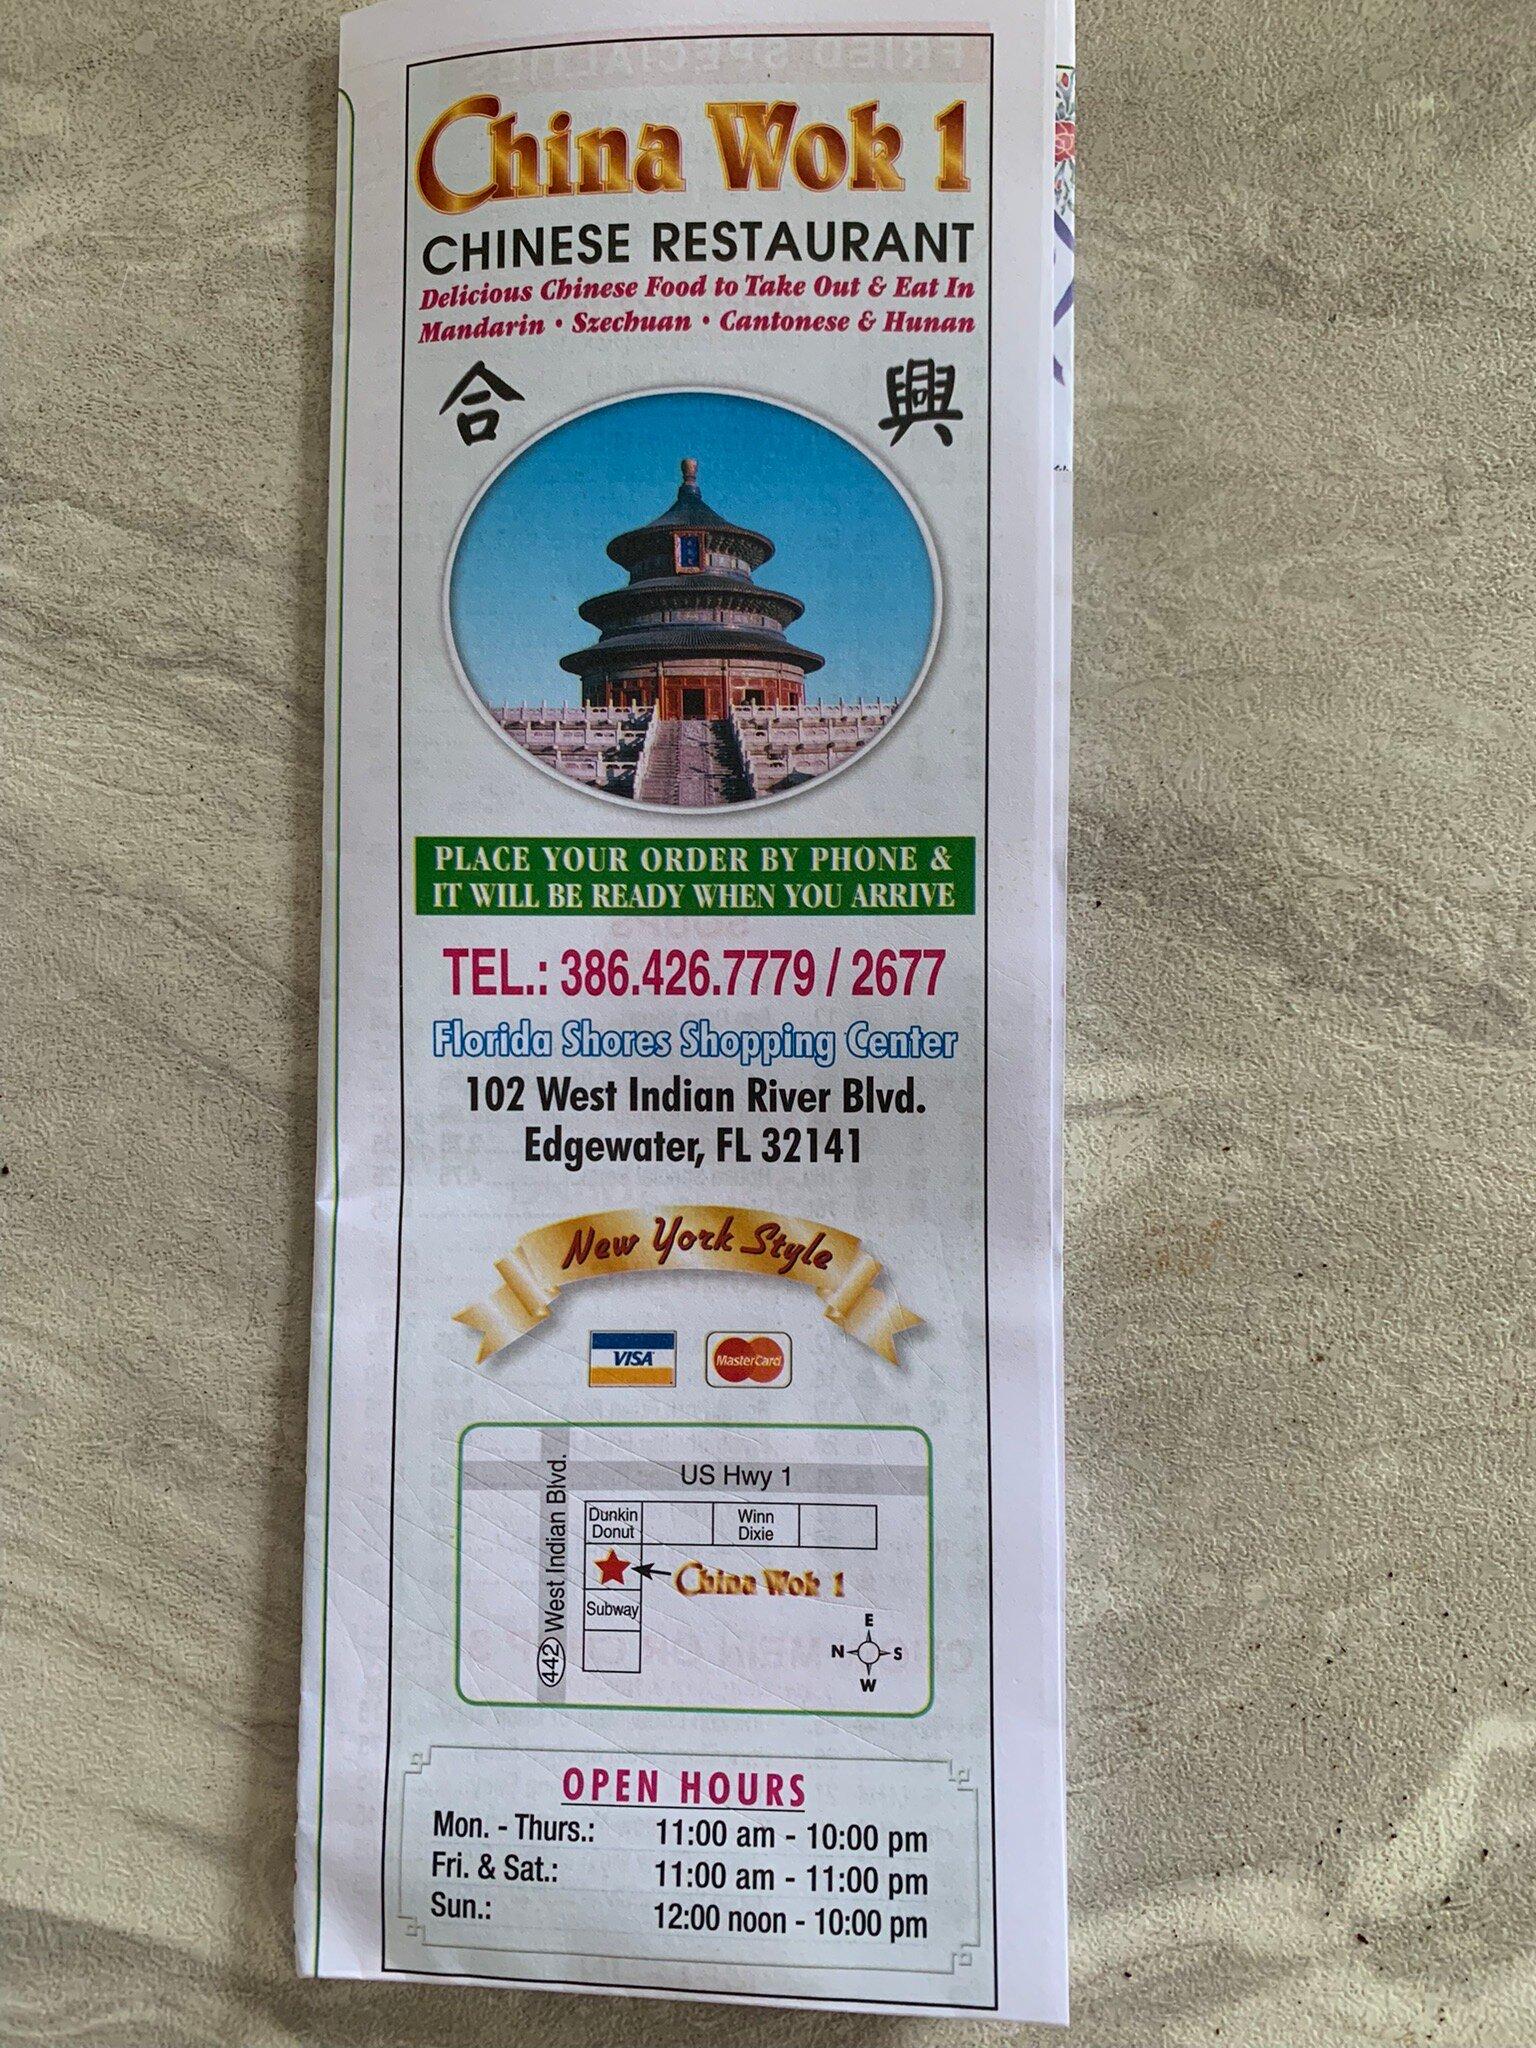 China Wok 1
CHINESE RESTAURANT
Delicious Chinese Food to Take Out & Eat In
Mandarin • Szechuan • Cantonese & Hunan
合 興
PLACE YOUR ORDER BY PHONE &
IT WILL BE READY WHEN YOU ARRIVE
TEL.: 386.426.7779 / 2677
Florida Shores Shopping Center
102 West Indian River Blvd.
Edgewater, FL 32141
New York Style
VISA MasterCard
US Hwy 1
442 West Indian Blvd.
Dunkin
Donut
Winn
Dixie
China Wok 1
Subway
E
N S
W
OPEN HOURS
Mon. - Thurs.: 11:00 am - 10:00 pm
Fri. & Sat.: 11:00 am - 11:00 pm
Sun.: 12:00 noon - 10:00 pm